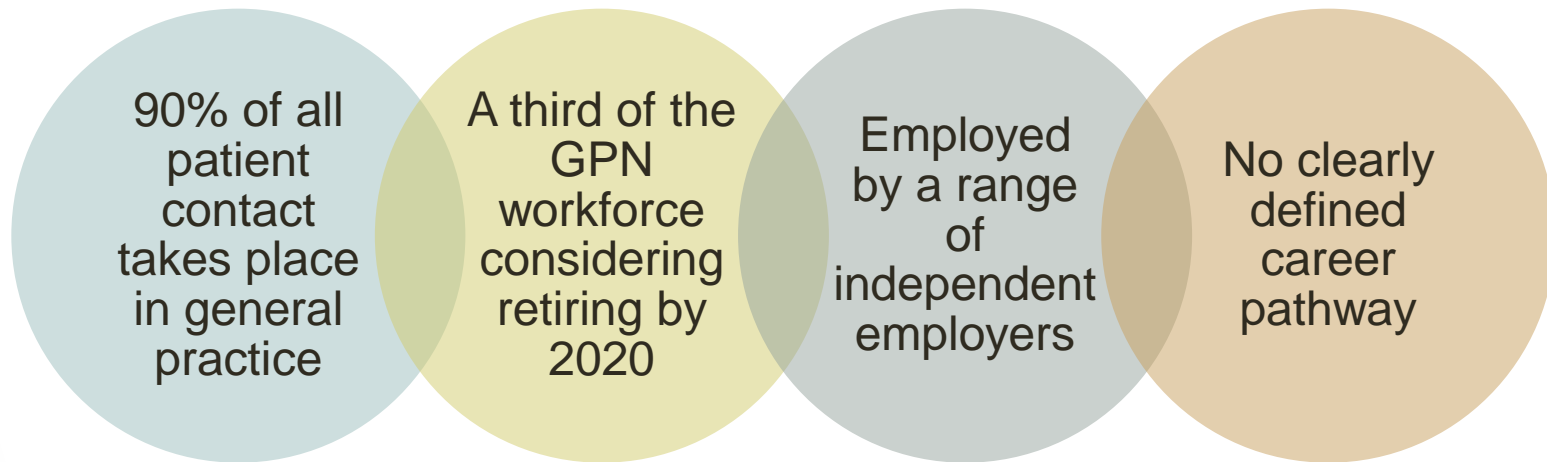 90% of all
patient
contact
takes place
in general
practice
A third of the
GPN
workforce
considering
retiring by
2020
Employed
by a range
of
independent
employers
No clearly
defined
career
pathway